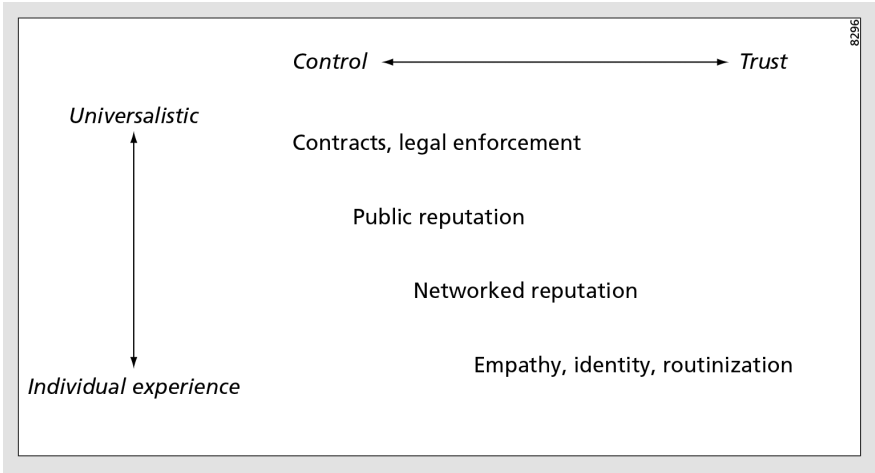 8296
Control Trust
Universalistic
Contracts, legal enforcement
Public reputation
Networked reputation
Empathy, identity, routinization
Individual experience